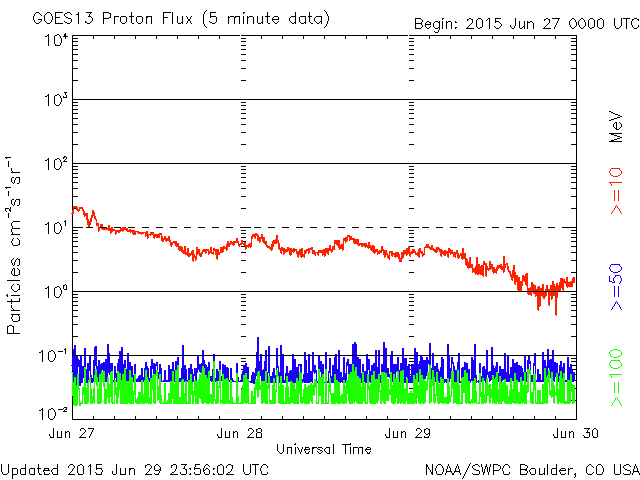 GOES13 Proton Flux (5 minute data)
Begin: 2015 Jun 27 0000 UTC
10⁴
10³
10²
10¹
10⁰
10⁻¹
10⁻²
Particles cm⁻²s⁻¹sr⁻¹
MeV
>=10
>=50
>=100
Jun 27
Jun 28
Jun 29
Jun 30
Universal Time
Updated 2015 Jun 29 23:56:02 UTC
NOAA/SWPC Boulder, CO USA